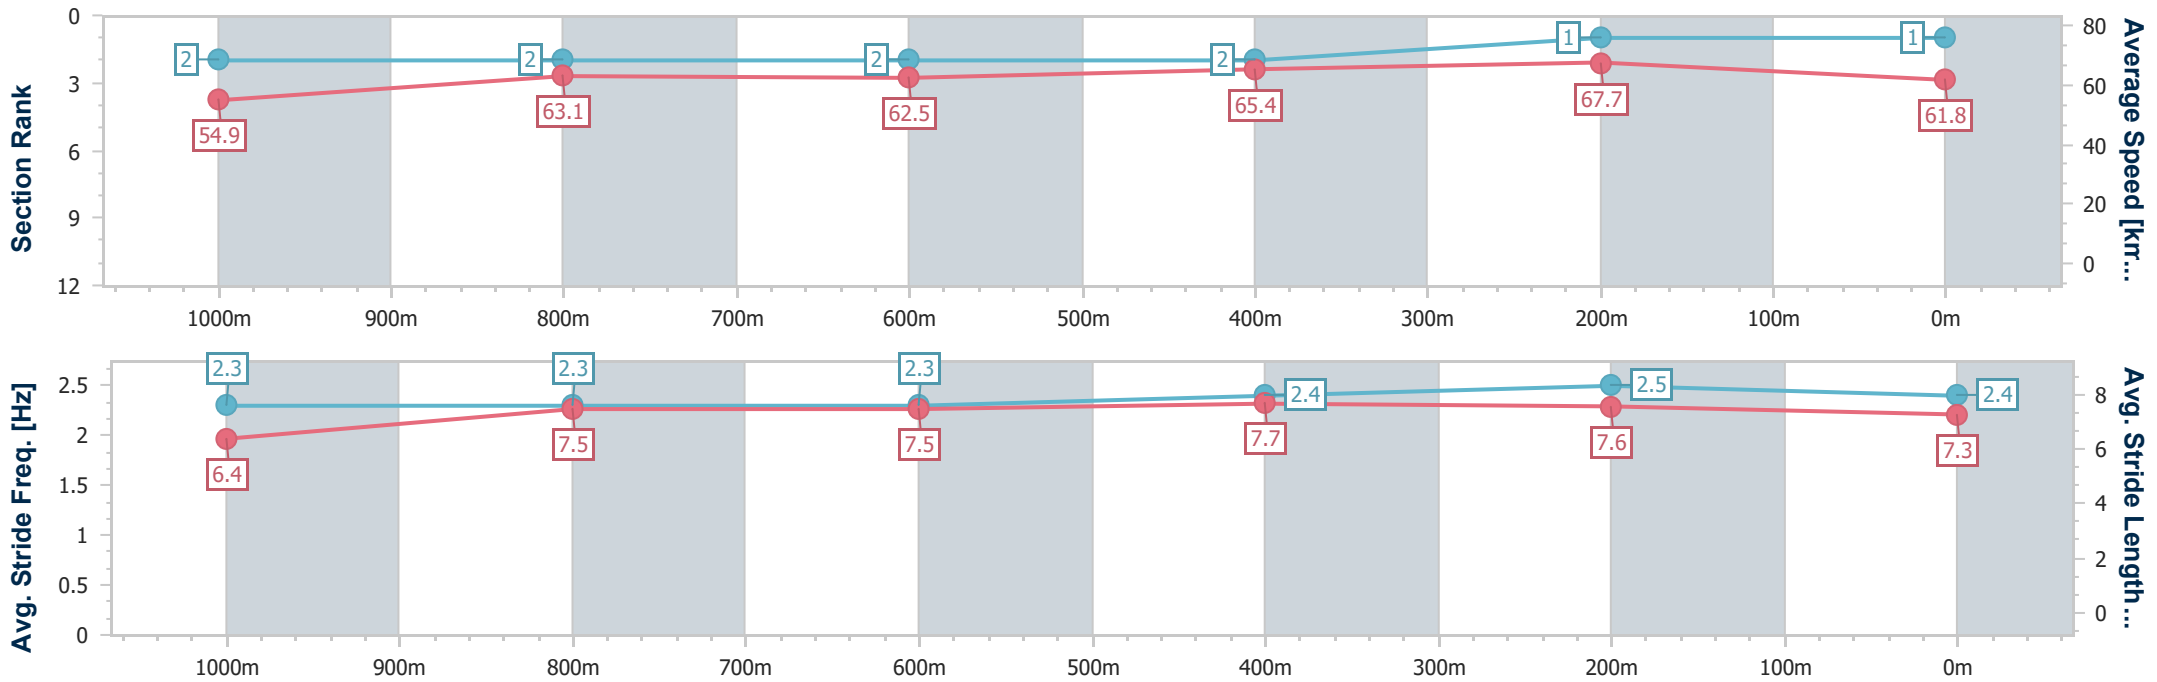 Section Rank
0
3
6
9
12
2
2
2
2
1
1
54.9
63.1
62.5
65.4
67.7
61.8
80
60
40
20
0
Average Speed [km...
1000m
900m
800m
700m
600m
500m
400m
300m
200m
100m
0m
Avg. Stride Freq. [Hz]
2.5
2
1.5
1
0.5
0
2.3
2.3
2.3
2.4
2.5
2.4
6.4
7.5
7.5
7.7
7.6
7.3
8
6
4
2
0
Avg. Stride Length...
1000m
900m
800m
700m
600m
500m
400m
300m
200m
100m
0m